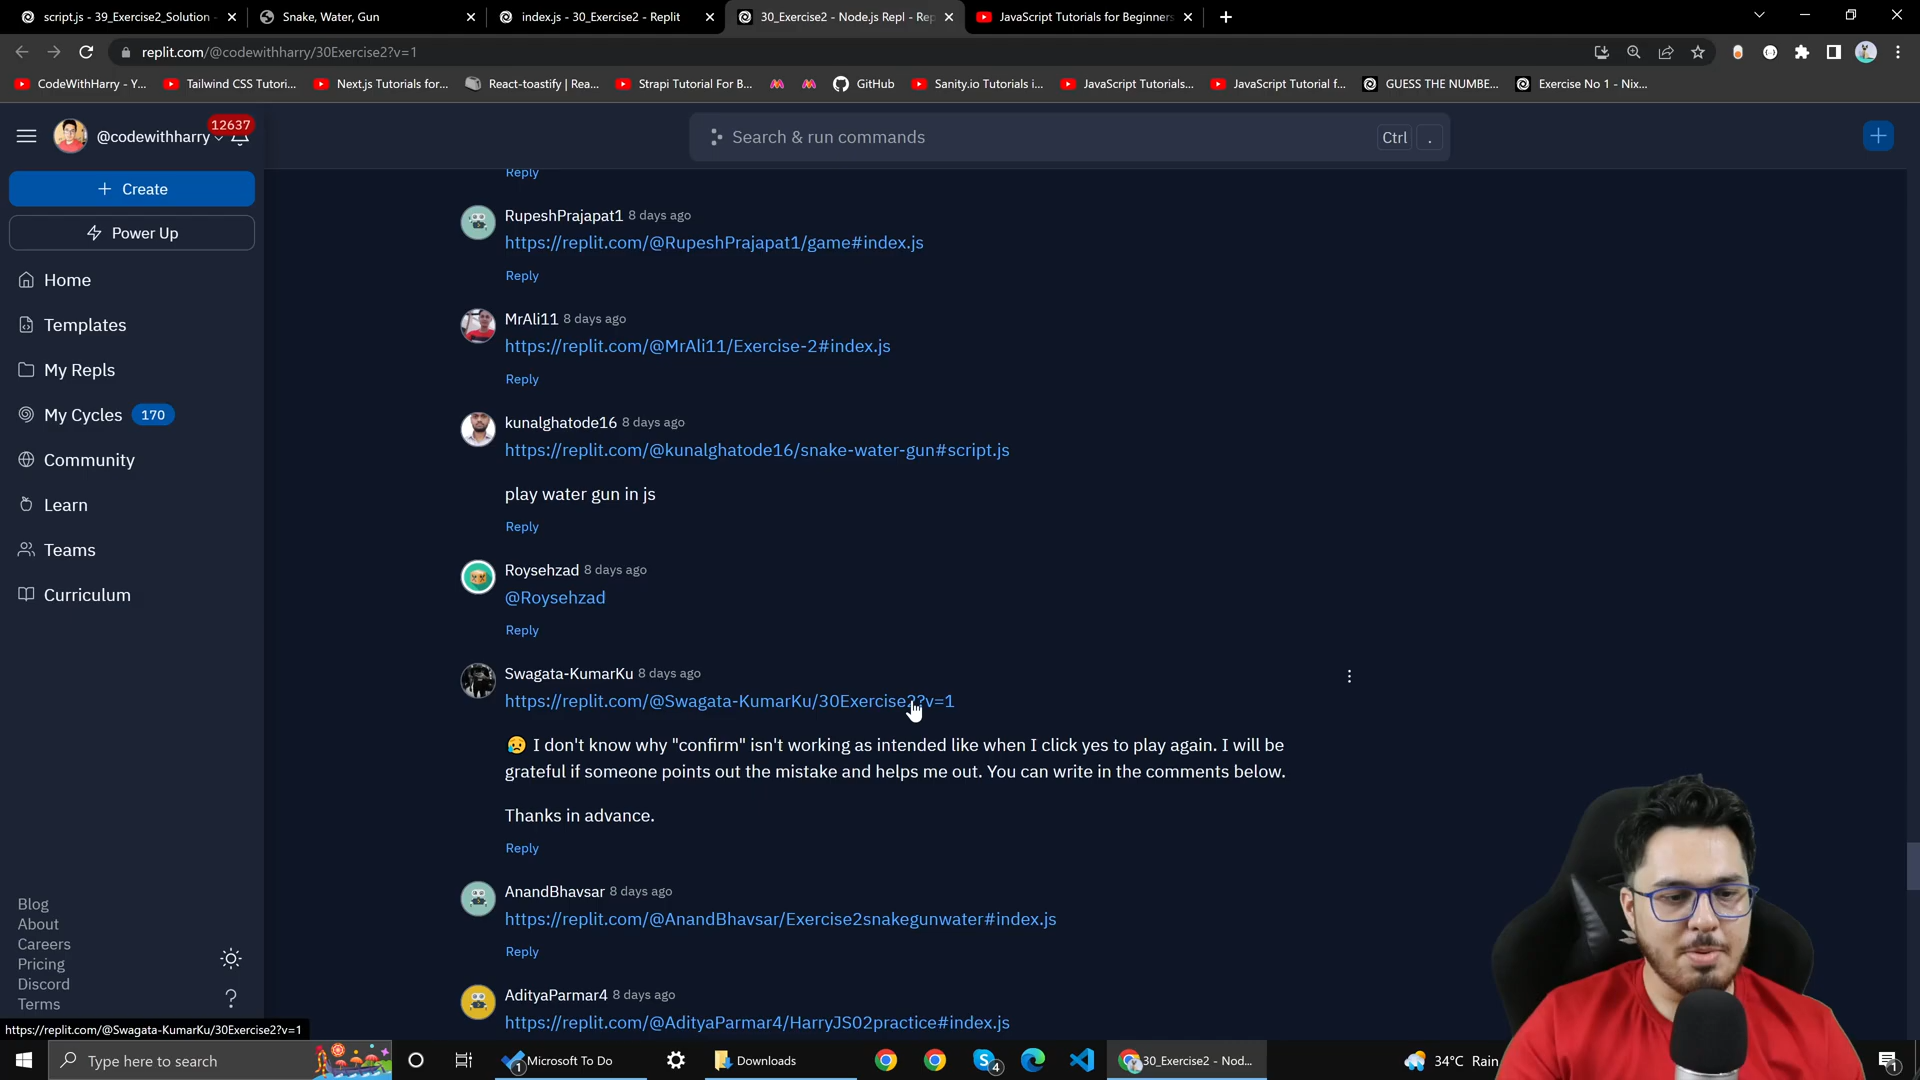 script.js - 39_Exercise2_Solution -
Snake, Water, Gun
index.js - 30_Exercise2 - Replit
30_Exercise2 - Node.js Repl - Rep
JavaScript Tutorials for Beginners
replit.com/@codewithharry/30Exercise2?v=1
CodeWithHarry - Y...
Tailwind CSS Tutori...
Next.js Tutorials for...
React-toastify | Rea...
Strapi Tutorial For B...
GitHub
Sanity.io Tutorials i...
JavaScript Tutorials...
JavaScript Tutorial f...
GUESS THE NUMBE...
Exercise No 1 - Nix...
@codewithharry
12637
Search & run commands
Ctrl .
+ Create
Power Up
Home
Templates
My Repls
My Cycles 170
Community
Learn
Teams
Curriculum
Blog
About
Careers
Pricing
Discord
Terms
?
Reply
RupeshPrajapat1 8 days ago
https://replit.com/@RupeshPrajapat1/game#index.js
Reply
MrAli11 8 days ago
https://replit.com/@MrAli11/Exercise-2#index.js
Reply
kunalghatode16 8 days ago
https://replit.com/@kunalghatode16/snake-water-gun#script.js
play water gun in js
Reply
Roysehzad 8 days ago
@Roysehzad
Reply
Swagata-KumarKu 8 days ago
https://replit.com/@Swagata-KumarKu/30Exercise2?v=1
😥 I don't know why "confirm" isn't working as intended like when I click yes to play again. I will be
grateful if someone points out the mistake and helps me out. You can write in the comments below.
Thanks in advance.
Reply
AnandBhavsar 8 days ago
https://replit.com/@AnandBhavsar/Exercise2snakegunwater#index.js
Reply
AdityaParmar4 8 days ago
https://replit.com/@AdityaParmar4/HarryJS02practice#index.js
https://replit.com/@Swagata-KumarKu/30Exercise2?v=1
Type here to search
1
Microsoft To Do
Downloads
4
30_Exercise2 - Nod...
34°C Rain
1